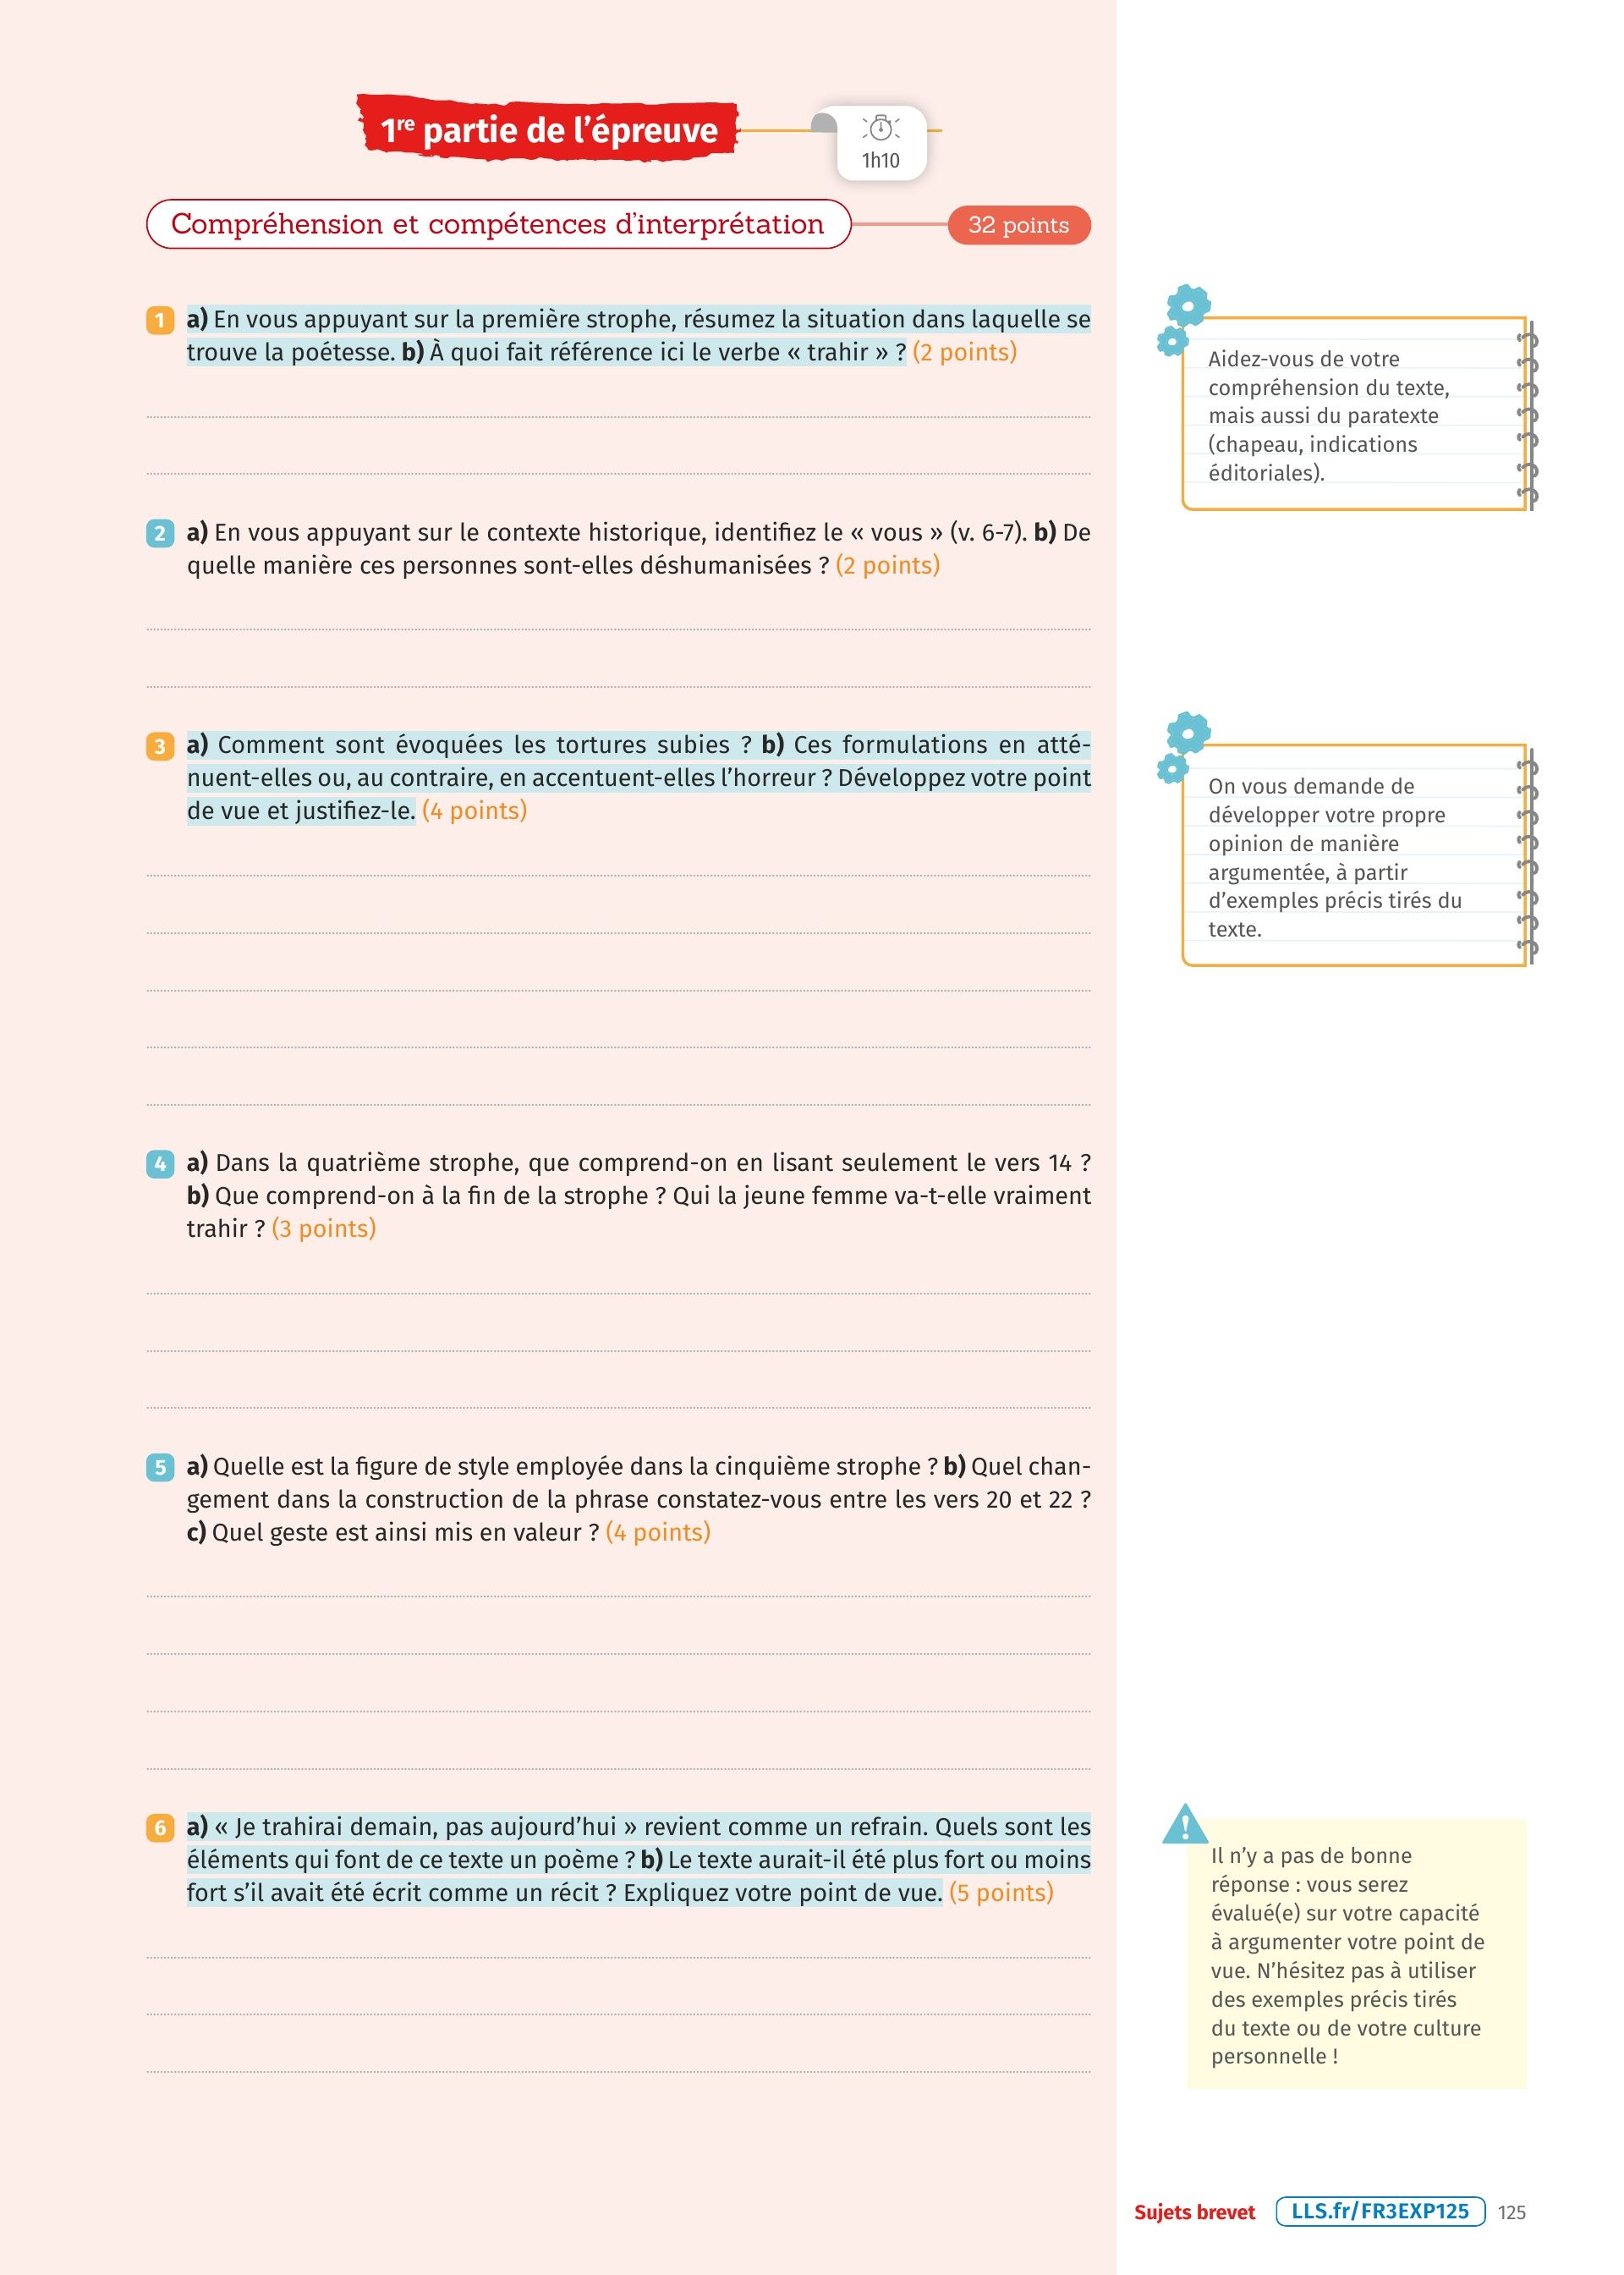 1re partie de l'épreuve
1h10
Compréhension et compétences d'interprétation
32 points
1 a) En vous appuyant sur la première strophe, résumez la situation dans laquelle se
trouve la poétesse. b) À quoi fait référence ici le verbe « trahir » ? (2 points)
Aidez-vous de votre
compréhension du texte,
mais aussi du paratexte
(chapeau, indications
éditoriales).
2 a) En vous appuyant sur le contexte historique, identifiez le « vous » (v. 6-7). b) De
quelle manière ces personnes sont-elles déshumanisées ? (2 points)
3 a) Comment sont évoquées les tortures subies ? b) Ces formulations en atté-
nuent-elles ou, au contraire, en accentuent-elles l'horreur ? Développez votre point
de vue et justifiez-le. (4 points)
On vous demande de
développer votre propre
opinion de manière
argumentée, à partir
d'exemples précis tirés du
texte.
4 a) Dans la quatrième strophe, que comprend-on en lisant seulement le vers 14 ?
b) Que comprend-on à la fin de la strophe ? Qui la jeune femme va-t-elle vraiment
trahir ? (3 points)
5 a) Quelle est la figure de style employée dans la cinquième strophe ? b) Quel chan-
gement dans la construction de la phrase constatez-vous entre les vers 20 et 22 ?
c) Quel geste est ainsi mis en valeur ? (4 points)
6 a) « Je trahirai demain, pas aujourd'hui » revient comme un refrain. Quels sont les
éléments qui font de ce texte un poème ? b) Le texte aurait-il été plus fort ou moins
fort s'il avait été écrit comme un récit ? Expliquez votre point de vue. (5 points)
Il n'y a pas de bonne
réponse : vous serez
évalué(e) sur votre capacité
à argumenter votre point de
vue. N'hésitez pas à utiliser
des exemples précis tirés
du texte ou de votre culture
personnelle !
Sujets brevet LLS.fr/FR3EXP125 125